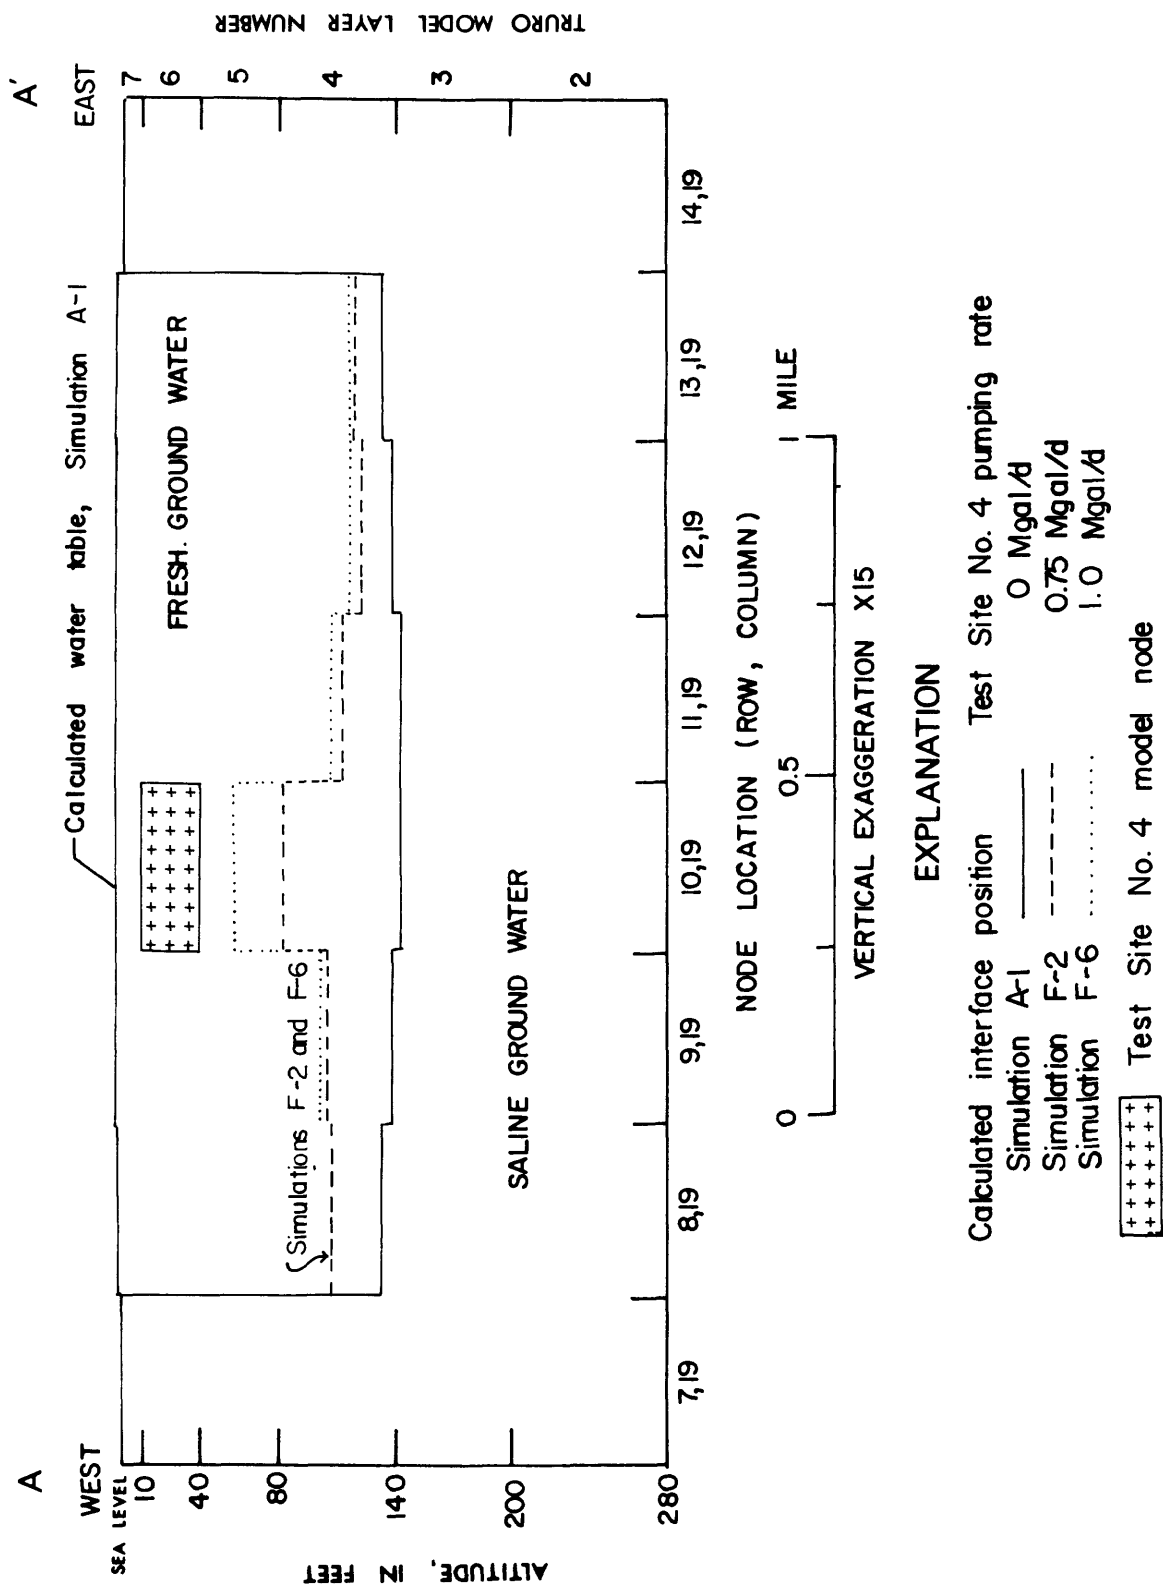 A
A'
WEST
EAST
Calculated water table, Simulation A-1
SEA LEVEL
10
40
80
140
200
280
ALTITUDE, IN FEET
7
6
5
4
3
2
TRURO MODEL LAYER NUMBER
FRESH. GROUND WATER
Simulations F-2 and F-6
SALINE GROUND WATER
7,19
8,19
9,19
10,19
11,19
12,19
13,19
14,19
NODE LOCATION (ROW, COLUMN)
0
0.5
1 MILE
VERTICAL EXAGGERATION X15
EXPLANATION
Calculated interface position
Test Site No. 4 pumping rate
Simulation A-1
0 Mgal/d
Simulation F-2
0.75 Mgal/d
Simulation F-6
1.0 Mgal/d
Test Site No. 4 model node